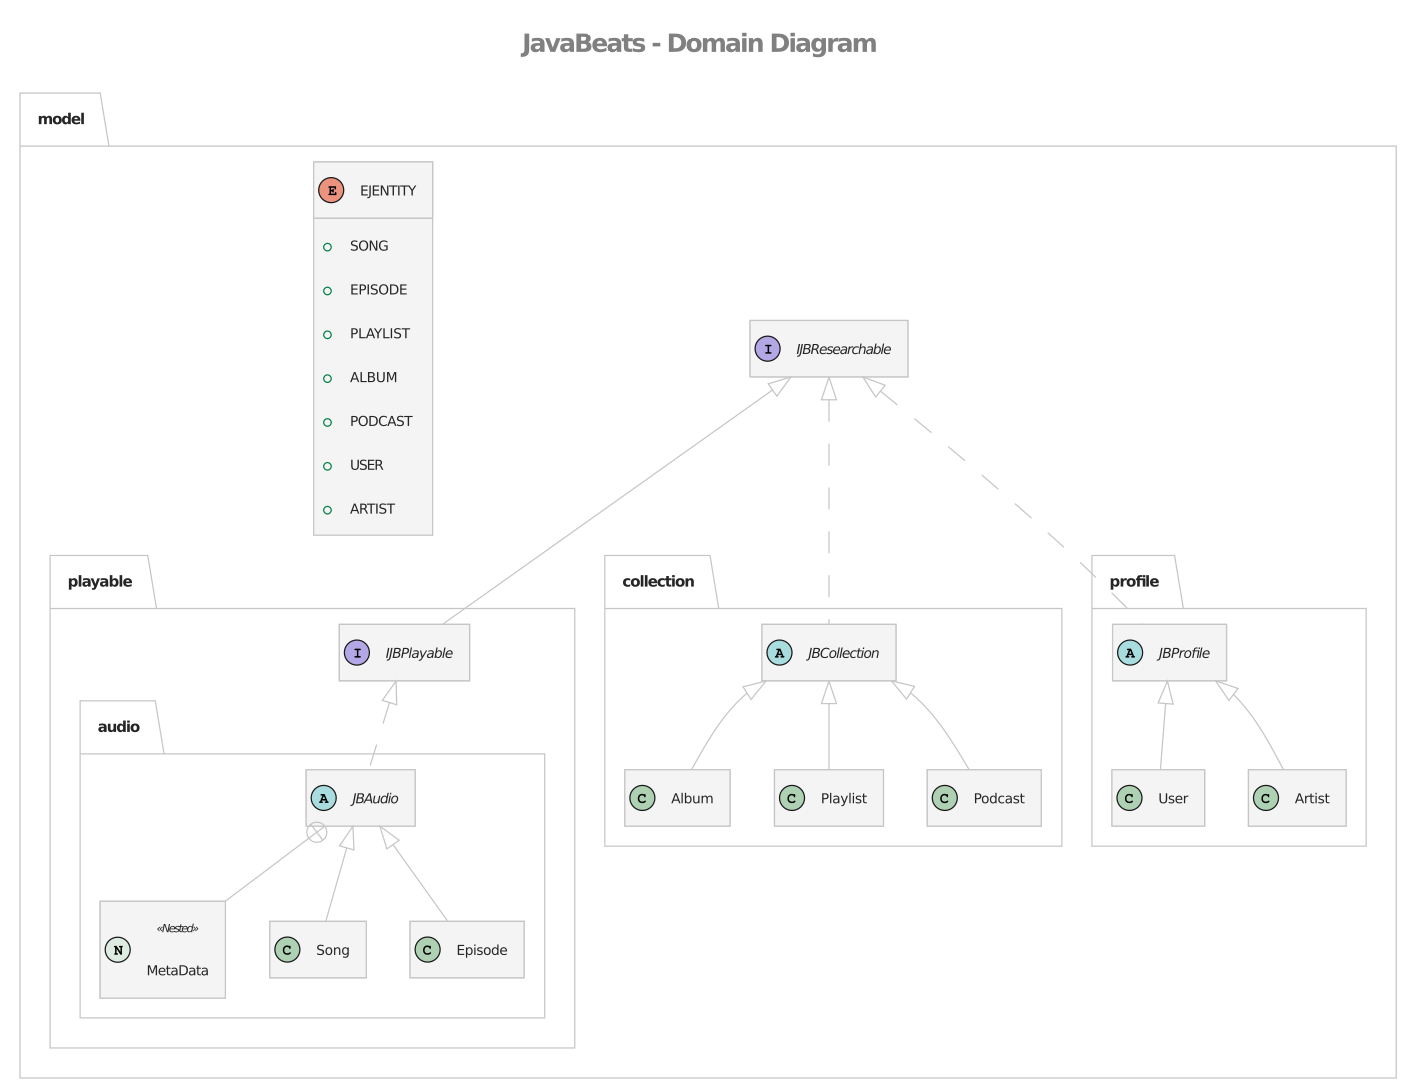 JavaBeats - Domain Diagram
model
E EJENTITY
SONG
EPISODE
PLAYLIST
ALBUM
PODCAST
USER
ARTIST
I IJBResearchable
playable
collection
profile
I IJBPlayable
A JBCollection
A JBProfile
audio
A JBAudio
C Album
C Playlist
C Podcast
C User
C Artist
«Nested»
N MetaData
C Song
C Episode